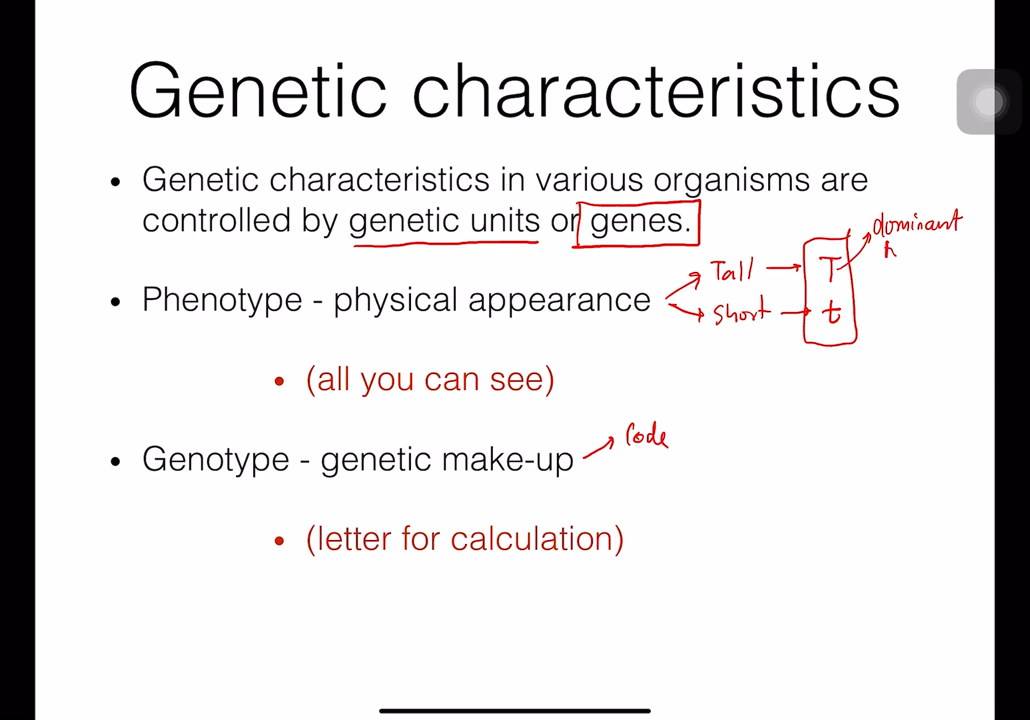 Genetic characteristics
• Genetic characteristics in various organisms are
controlled by genetic units or genes.
dominant
Tall → T
• Phenotype - physical appearance
short → t
• (all you can see)
Code
• Genotype - genetic make-up
• (letter for calculation)